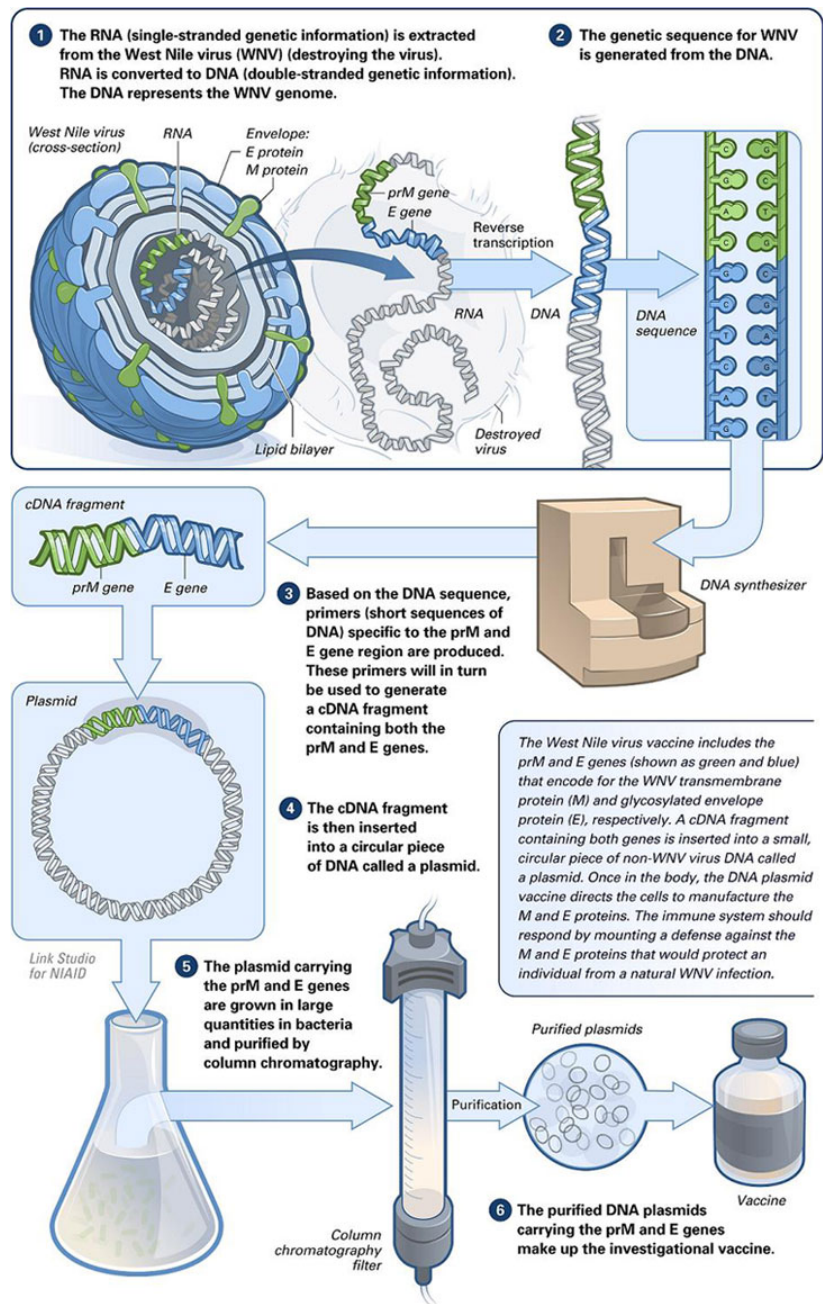 1 The RNA (single-stranded genetic information) is extracted
from the West Nile virus (WNV) (destroying the virus).
RNA is converted to DNA (double-stranded genetic information).
The DNA represents the WNV genome.
2 The genetic sequence for WNV
is generated from the DNA.
West Nile virus
(cross-section)
RNA
Envelope:
E protein
M protein
prM gene
E gene
Reverse
transcription
RNA
DNA
DNA
sequence
C G
G C
A T
C G
G C
C G
T A
C G
A T
G C
Lipid bilayer
Destroyed
virus
cDNA fragment
prM gene
E gene
DNA synthesizer
3 Based on the DNA sequence,
primers (short sequences of
DNA) specific to the prM and
E gene region are produced.
These primers will in turn
be used to generate
a cDNA fragment
containing both the
prM and E genes.
Plasmid
4 The cDNA fragment
is then inserted
into a circular piece
of DNA called a plasmid.
The West Nile virus vaccine includes the
prM and E genes (shown as green and blue)
that encode for the WNV transmembrane
protein (M) and glycosylated envelope
protein (E), respectively. A cDNA fragment
containing both genes is inserted into a small,
circular piece of non-WNV virus DNA called
a plasmid. Once in the body, the DNA plasmid
vaccine directs the cells to manufacture the
M and E proteins. The immune system should
respond by mounting a defense against the
M and E proteins that would protect an
individual from a natural WNV infection.
Link Studio
for NIAID
5 The plasmid carrying
the prM and E genes
are grown in large
quantities in bacteria
and purified by
column chromatography.
Purified plasmids
Purification
Vaccine
Column
chromatography
filter
6 The purified DNA plasmids
carrying the prM and E genes
make up the investigational vaccine.